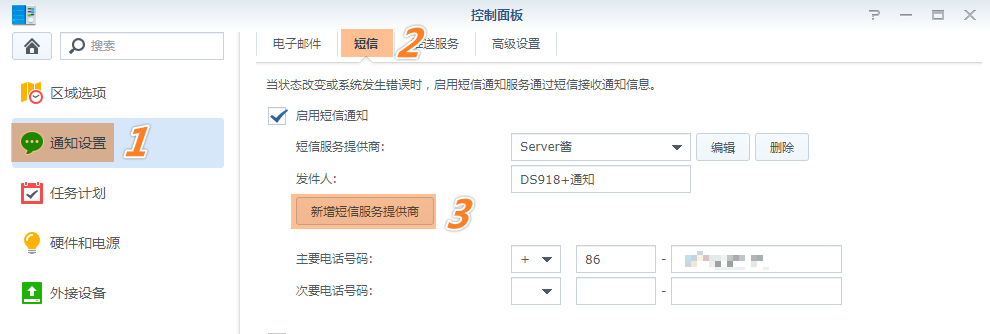 控制面板
搜索
电子邮件 短信 2 送服务 高级设置
区域选项
当状态改变或系统发生错误时，启用短信通知服务通过短信接收通知信息。
启用短信通知
通知设置 1
短信服务提供商: Server酱 编辑 删除
发件人: DS918+通知
任务计划
新增短信服务提供商 3
硬件和电源
主要电话号码: + 86 -
外接设备
次要电话号码: -